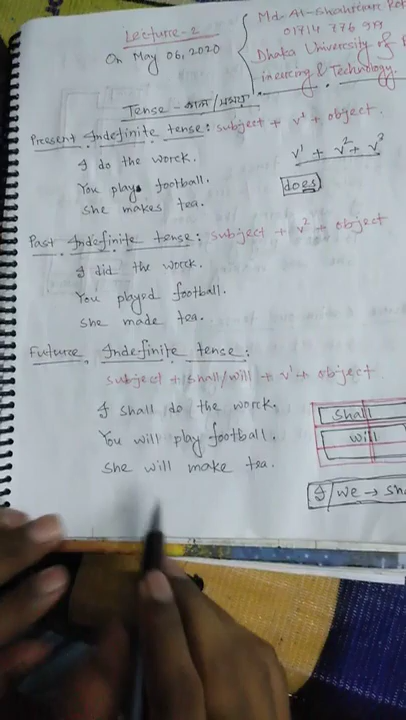 Lecture-2
On May 06, 2020
Md. Al-Shahriare
01714 776
Dhaka University of
ineering & Technology.
Tense - কাল/সময়.
Present Indefinite tense: subject + v¹ + object.
I do the work.
v¹ + v² + v³
You play football.
does
She makes tea.
Past Indefinite tense: subject + v² + object
I did the work.
You played football.
She made tea.
Future Indefinite tense:
subject + shall/will + v¹ + object.
I shall do the work.
shall
You will play football.
will
She will make tea.
I/We → sh